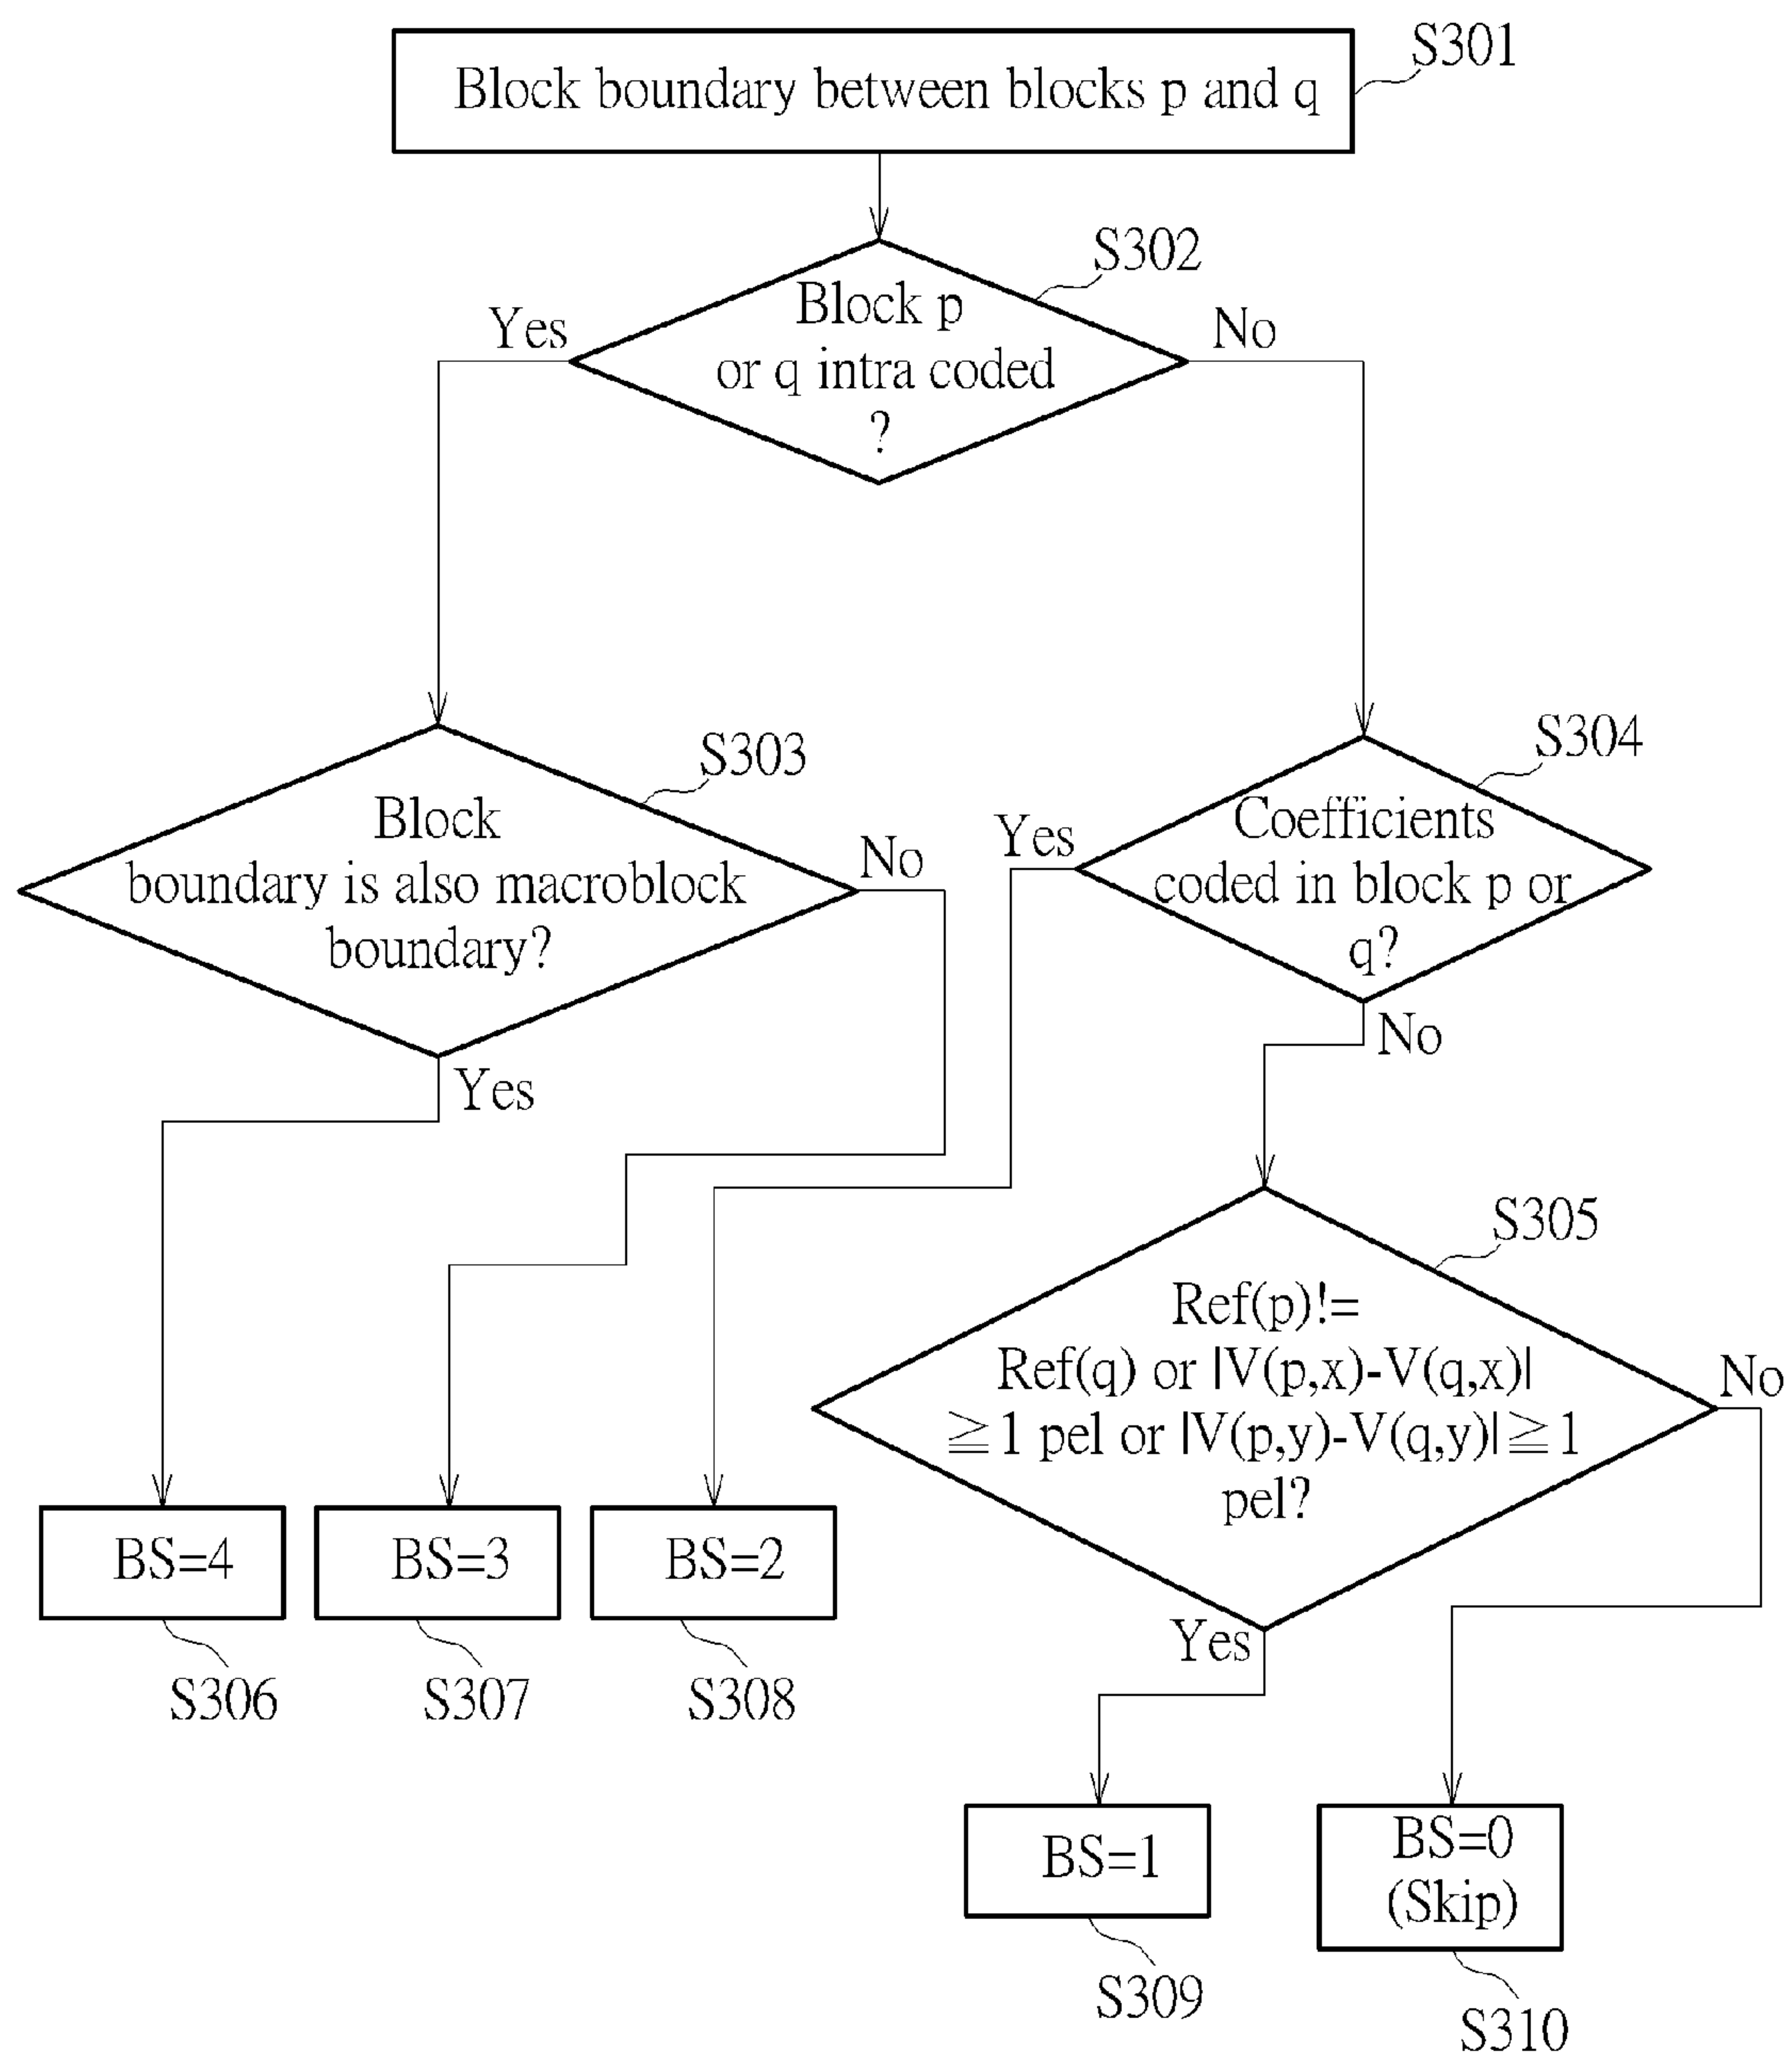 Block boundary between blocks p and q
S301
S302
Block p
or q intra coded
?
Yes
No
S303
Block
boundary is also macroblock
boundary?
No
Yes
S304
Coefficients
coded in block p or
q?
Yes
No
S305
Ref(p)!=
Ref(q) or |V(p,x)-V(q,x)|
≧1 pel or |V(p,y)-V(q,y)|≧1
pel?
No
Yes
BS=4
BS=3
BS=2
S306
S307
S308
BS=1
BS=0
(Skip)
S309
S310